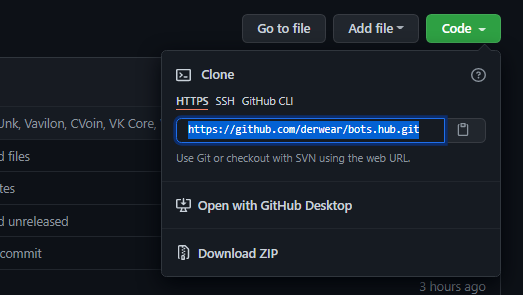 Go to file
Add file
Code
Clone
HTTPS SSH GitHub CLI
https://github.com/derwear/bots.hub.git
Use Git or checkout with SVN using the web URL.
Open with GitHub Desktop
Download ZIP
Unk, Vavilon, CVoin, VK Core,
files
unreleased
commit
3 hours ago